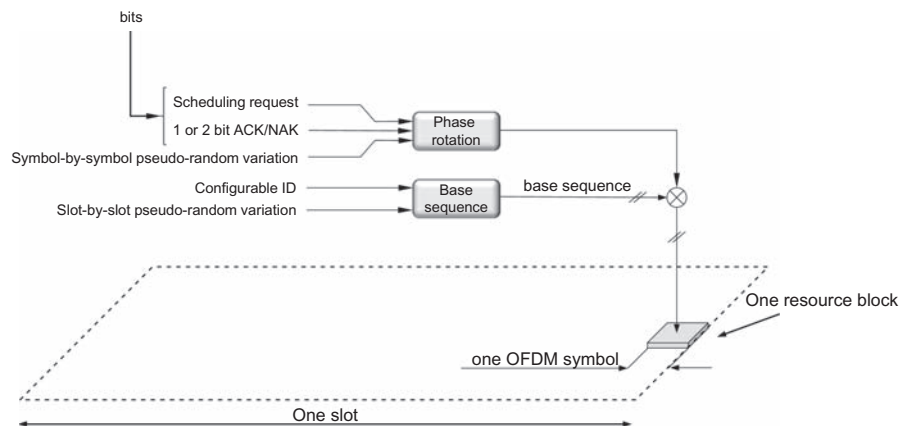 bits
Scheduling request
1 or 2 bit ACK/NAK
Symbol-by-symbol pseudo-random variation
Phase
rotation
Configurable ID
Slot-by-slot pseudo-random variation
Base
sequence
base sequence
One resource block
one OFDM symbol
One slot